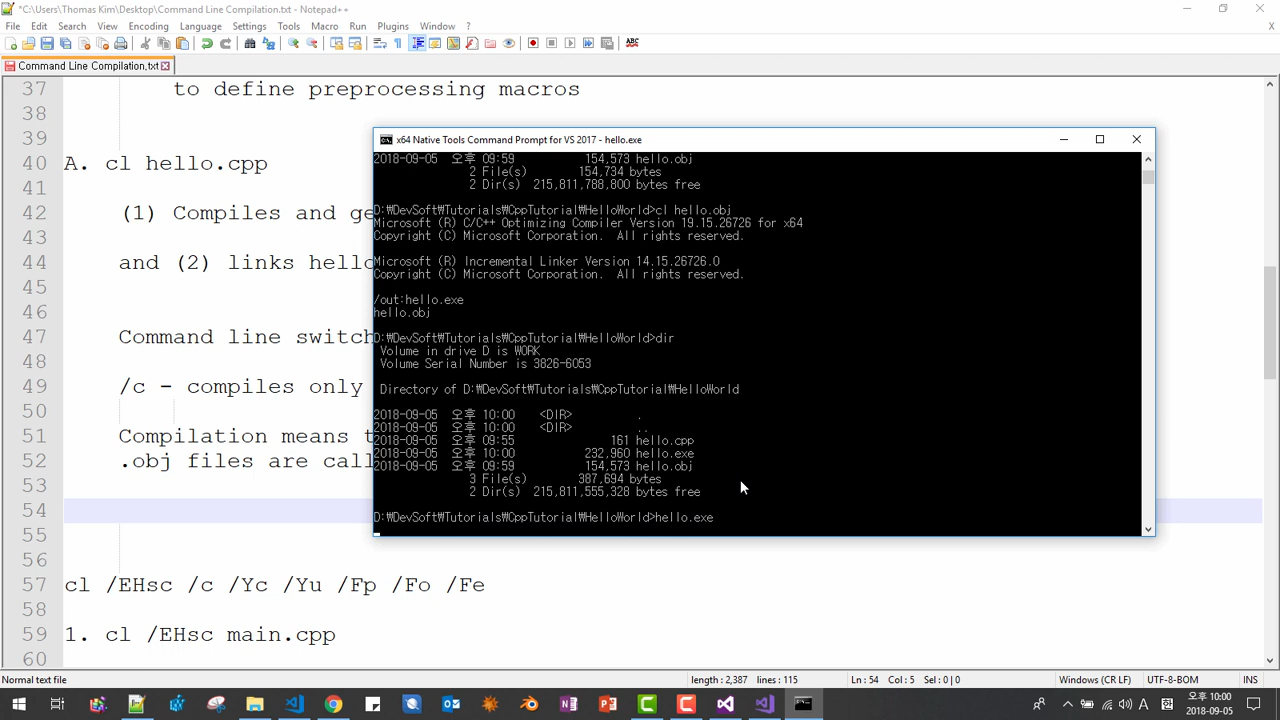 *C:\Users\Thomas Kim\Desktop\Command Line Compilation.txt - Notepad++
File Edit Search View Encoding Language Settings Tools Macro Run Plugins Window ?
X
ABC
Command Line Compilation.txt
37 to define preprocessing macros
38
39
40 A. cl hello.cpp
41
42 (1) Compiles and ge
43
44 and (2) links hello
45
46
47 Command line switch
48
49 /c - compiles only
50
51 Compilation means t
52 .obj files are call
53
54
55
56
57 cl /EHsc /c /Yc /Yu /Fp /Fo /Fe
58
59 1. cl /EHsc main.cpp
60
x64 Native Tools Command Prompt for VS 2017 - hello.exe
2018-09-05 오후 09:59 154,573 hello.obj
2 File(s) 154,734 bytes
2 Dir(s) 215,811,788,800 bytes free
D:₩DevSoft₩Tutorials₩CppTutorial₩HelloWorld>cl hello.obj
Microsoft (R) C/C++ Optimizing Compiler Version 19.15.26726 for x64
Copyright (C) Microsoft Corporation. All rights reserved.
Microsoft (R) Incremental Linker Version 14.15.26726.0
Copyright (C) Microsoft Corporation. All rights reserved.
/out:hello.exe
hello.obj
D:₩DevSoft₩Tutorials₩CppTutorial₩HelloWorld>dir
Volume in drive D is WORK
Volume Serial Number is 3826-6053
Directory of D:₩DevSoft₩Tutorials₩CppTutorial₩HelloWorld
2018-09-05 오후 10:00 <DIR> .
2018-09-05 오후 10:00 <DIR> ..
2018-09-05 오후 09:55 161 hello.cpp
2018-09-05 오후 10:00 232,960 hello.exe
2018-09-05 오후 09:59 154,573 hello.obj
3 File(s) 387,694 bytes
2 Dir(s) 215,811,555,328 bytes free
D:₩DevSoft₩Tutorials₩CppTutorial₩HelloWorld>hello.exe
Normal text file length : 2,387 lines : 115 Ln : 54 Col : 5 Sel : 0 | 0 Windows (CR LF) UTF-8-BOM INS
A 漢 오후 10:00
2018-09-05